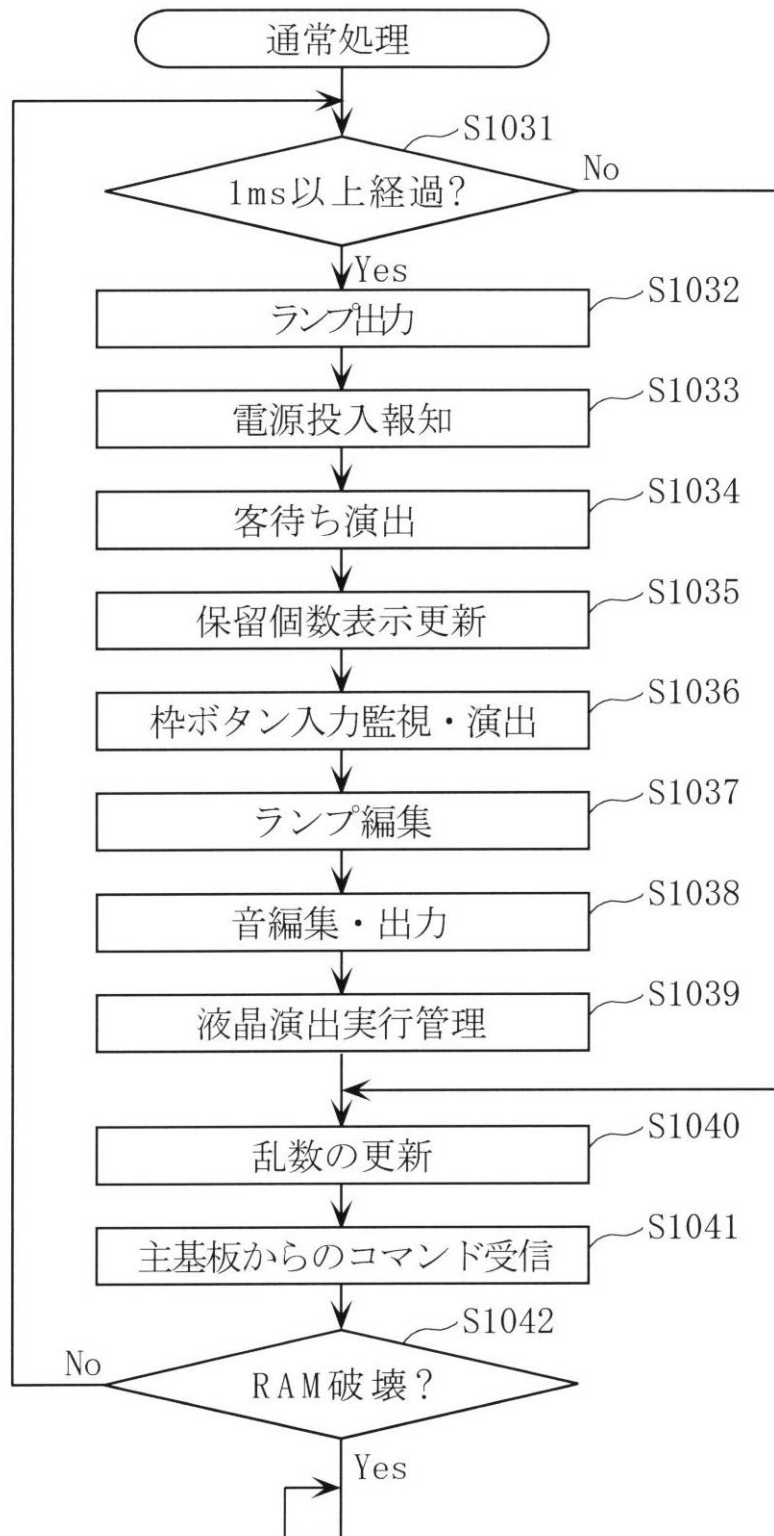 通常処理
S1031
1ms以上経過?
No
Yes
S1032
ランプ出力
S1033
電源投入報知
S1034
客待ち演出
S1035
保留個数表示更新
S1036
枠ボタン入力監視・演出
S1037
ランプ編集
S1038
音編集・出力
S1039
液晶演出実行管理
S1040
乱数の更新
S1041
主基板からのコマンド受信
S1042
No
RAM破壊?
Yes